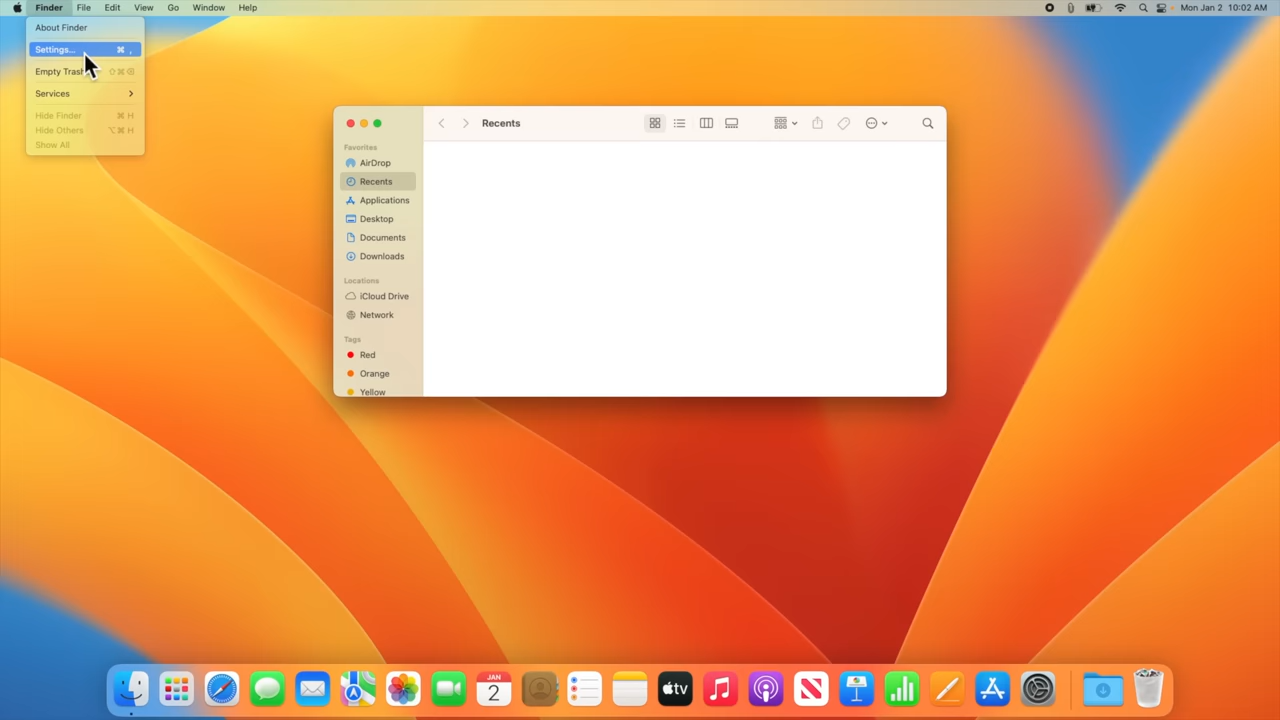 Finder File Edit View Go Window Help Mon Jan 2 10:02 AM
About Finder
Settings... ⌘ ,
Empty Trash ⇧⌘⌫
Services
Hide Finder ⌘ H
Hide Others ⌥⌘ H
Show All
Recents
Favorites
AirDrop
Recents
Applications
Desktop
Documents
Downloads
Locations
iCloud Drive
Network
Tags
Red
Orange
Yellow
JAN
2
tv